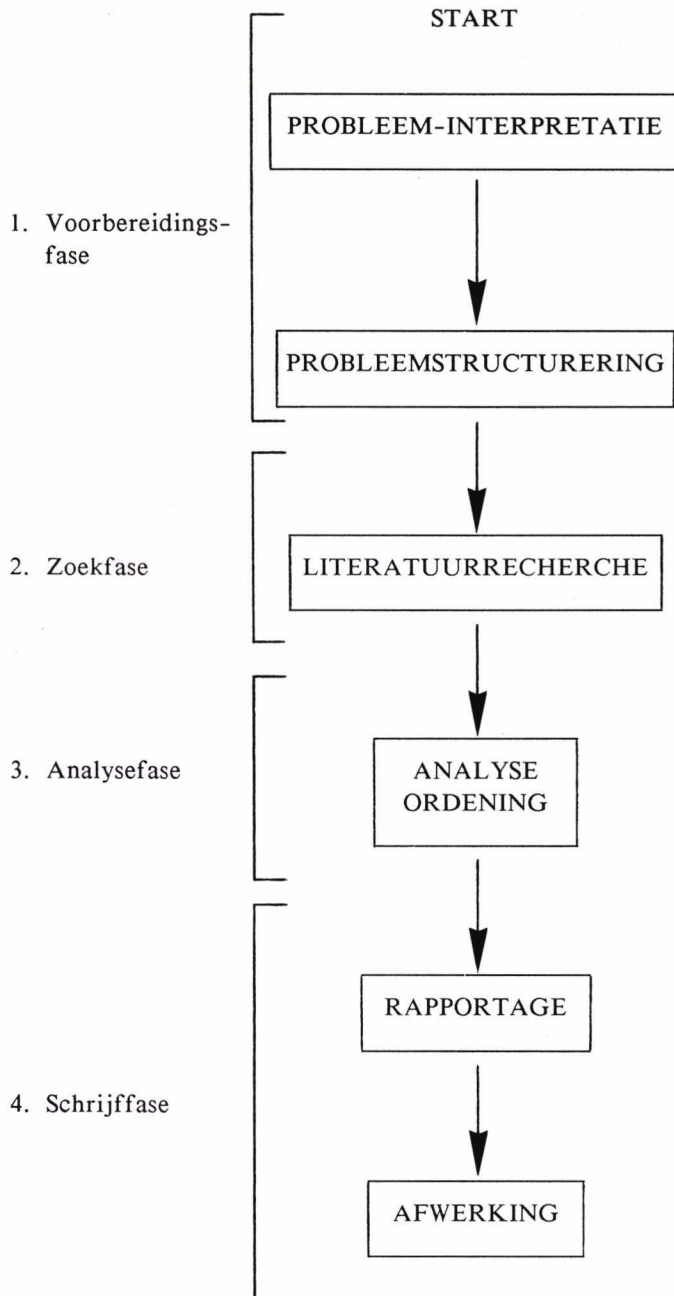 START
PROBLEEM-INTERPRETATIE
1. Voorbereidings-
fase
PROBLEEMSTRUCTURERING
2. Zoekfase
LITERATUURRECHERCHE
3. Analysefase
ANALYSE
ORDENING
RAPPORTAGE
4. Schrijffase
AFWERKING